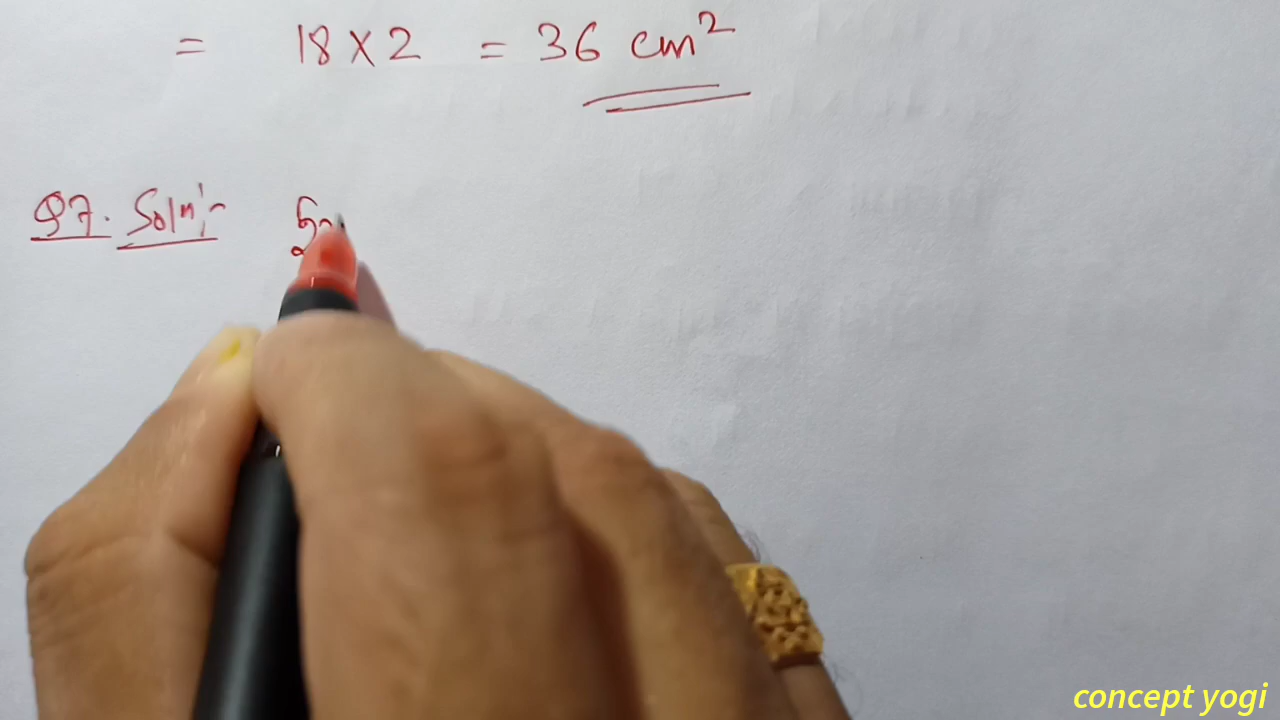 = 18 × 2 = 36 cm²
Q7. Soln:-
concept yogi